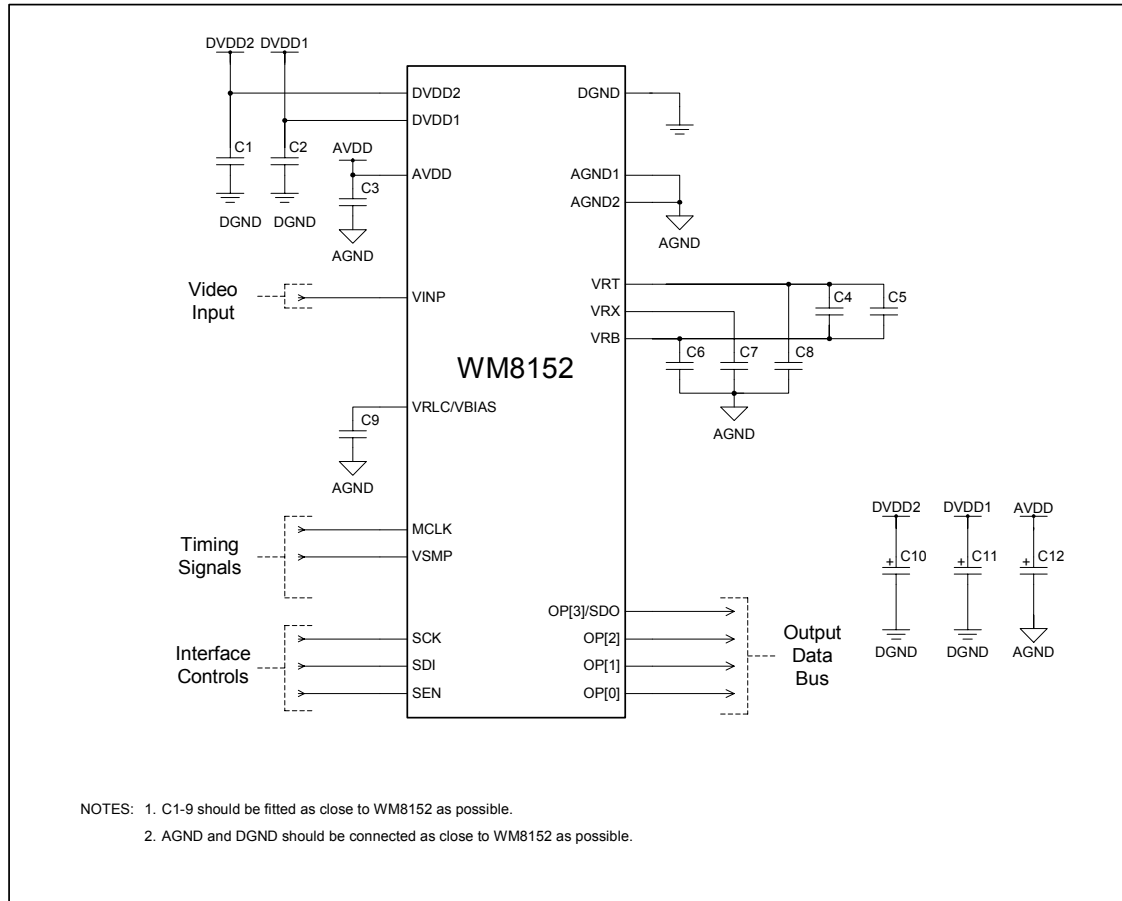 DVDD2 DVDD1
DVDD2 DGND
DVDD1
C1 C2 AVDD
AVDD AGND1
C3
AGND2
DGND DGND
AGND AGND
VRT
Video
Input
VINP C4 C5
VRX
VRB
C6 C7 C8
WM8152
VRLC/VBIAS
C9
AGND
AGND
DVDD2 DVDD1 AVDD
MCLK
Timing
Signals
VSMP
+ C10 + C11 + C12
OP[3]/SDO
SCK OP[2]
Output
Data
Bus
Interface
Controls
SDI OP[1]
DGND DGND AGND
SEN OP[0]
NOTES: 1. C1-9 should be fitted as close to WM8152 as possible.
2. AGND and DGND should be connected as close to WM8152 as possible.